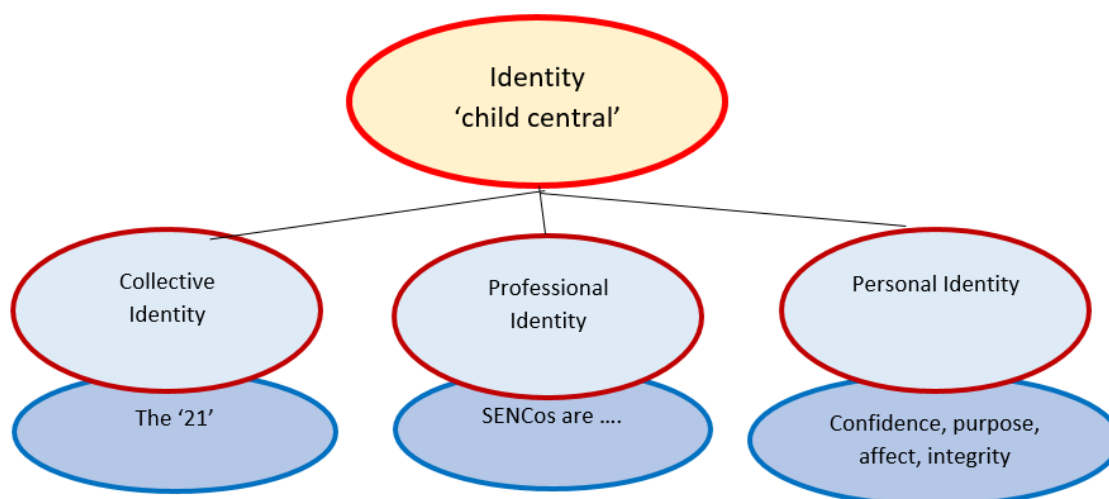 Identity
‘child central’
Collective
Identity
Professional
Identity
Personal Identity
The ‘21’
SENCos are ....
Confidence, purpose,
affect, integrity